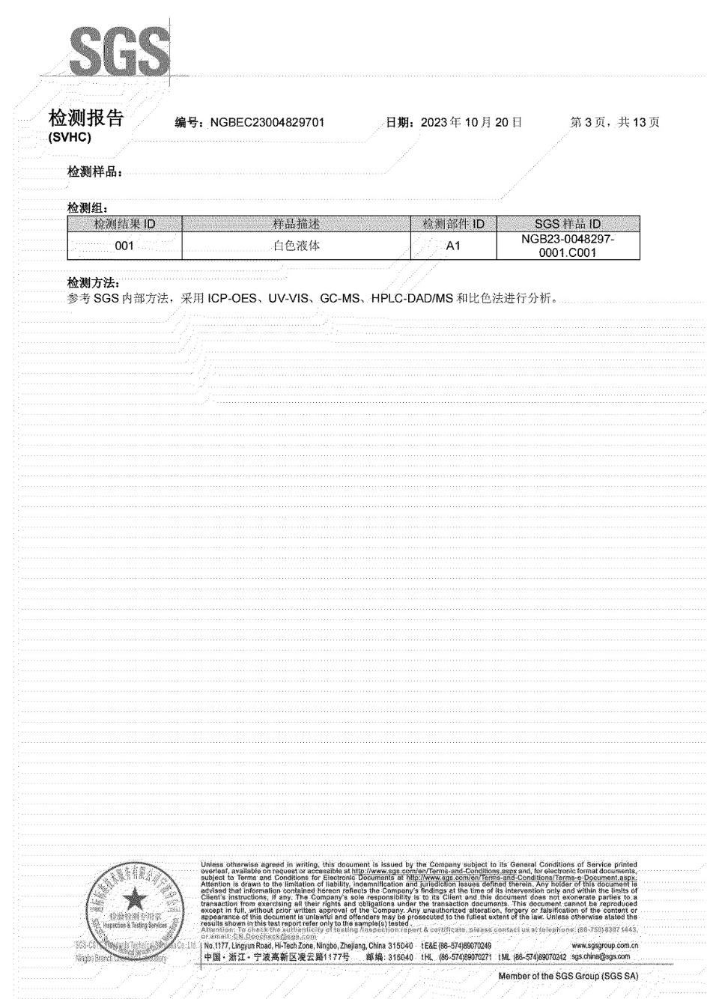 SGS
检测报告
(SVHC)
编号: NGBEC23004829701
日期: 2023 年 10 月 20 日
第 3 页, 共 13 页
检测样品:
检测组:
检测结果 ID 样品描述 检测部件 ID SGS 样品 ID
001 白色液体 A1 NGB23-0048297-
0001.C001
检测方法:
参考 SGS 内部方法，采用 ICP-OES、UV-VIS、GC-MS、HPLC-DAD/MS 和比色法进行分析。
Unless otherwise agreed in writing, this document is issued by the Company subject to its General Conditions of Service printed
overleaf, available on request or accessible at http://www.sgs.com/en/Terms-and-Conditions.aspx and, for electronic format documents,
subject to Terms and Conditions for Electronic Documents at http://www.sgs.com/en/Terms-and-Conditions/Terms-e-Document.aspx.
Attention is drawn to the limitation of liability, indemnification and jurisdiction issues defined therein. Any holder of this document is
advised that information contained hereon reflects the Company's findings at the time of its intervention only and within the limits of
Client's instructions, if any. The Company's sole responsibility is to its Client and this document does not exonerate parties to a
transaction from exercising all their rights and obligations under the transaction documents. This document cannot be reproduced
except in full, without prior written approval of the Company. Any unauthorized alteration, forgery or falsification of the content or
appearance of this document is unlawful and offenders may be prosecuted to the fullest extent of the law. Unless otherwise stated the
results shown in this test report refer only to the sample(s) tested.
Attention: To check the authenticity of testing /inspection report & certificate, please contact us at telephone: (86-755) 8307 1443,
or email: CN.Doccheck@sgs.com
检验检测专用章
Inspection & Testing Services
No.1177, Lingyun Road, Hi-Tech Zone, Ningbo, Zhejiang, China 315040 t E&E (86-574)89070249 www.sgsgroup.com.cn
中国·浙江·宁波高新区凌云路1177号 邮编: 315040 t HL (86-574)89070271 t ML (86-574)89070242 sgs.china@sgs.com
Member of the SGS Group (SGS SA)